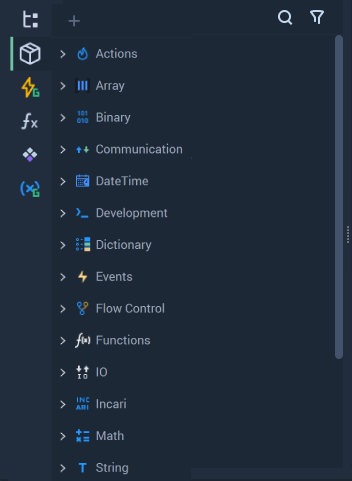 Actions
Array
Binary
Communication
DateTime
Development
Dictionary
Events
Flow Control
Functions
IO
Incari
Math
String